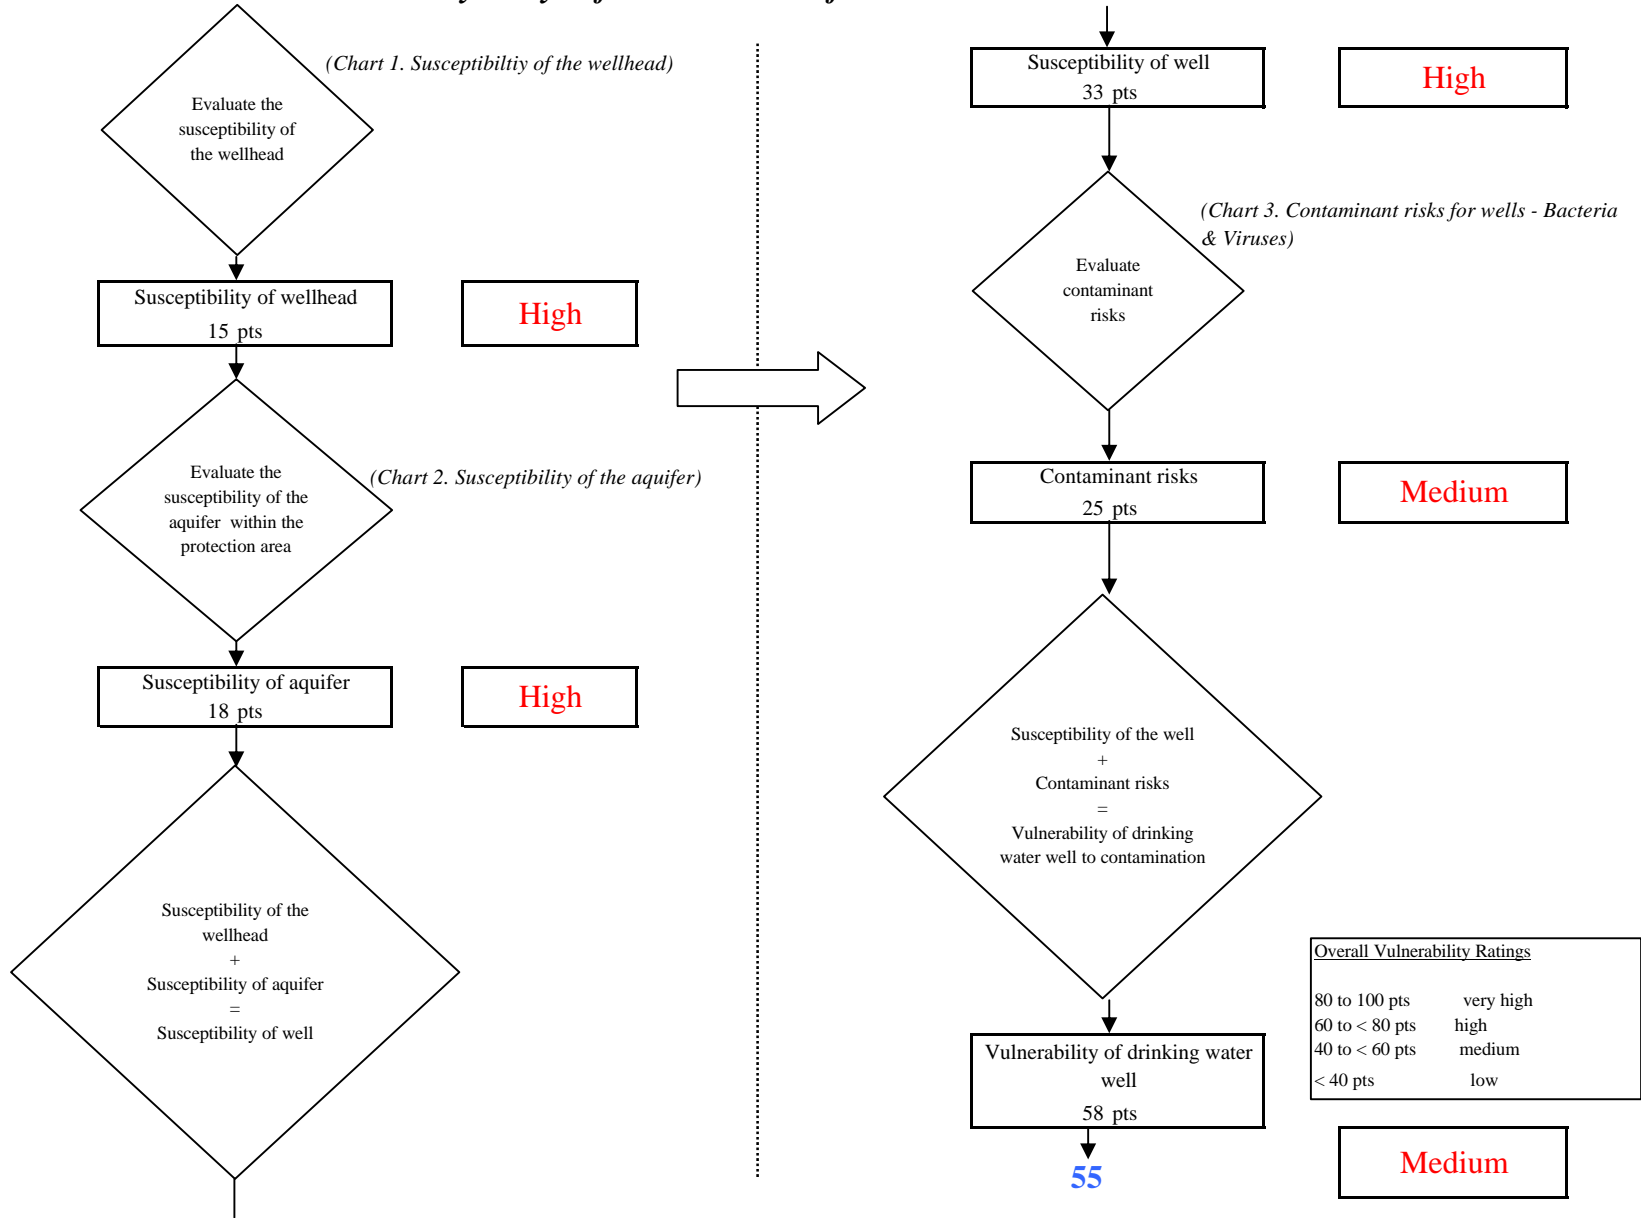 (Chart 1. Susceptibiltiy of the wellhead)
Evaluate the
susceptibility of
the wellhead
Susceptibility of wellhead
15 pts
High
Evaluate the
susceptibility of the
aquifer within the
protection area
(Chart 2. Susceptibility of the aquifer)
Susceptibility of aquifer
18 pts
High
Susceptibility of the
wellhead
+
Susceptibility of aquifer
=
Susceptibility of well
Susceptibility of well
33 pts
High
(Chart 3. Contaminant risks for wells - Bacteria
& Viruses)
Evaluate
contaminant
risks
Contaminant risks
25 pts
Medium
Susceptibility of the well
+
Contaminant risks
=
Vulnerability of drinking
water well to contamination
Overall Vulnerability Ratings
80 to 100 pts very high
60 to < 80 pts high
40 to < 60 pts medium
< 40 pts low
Vulnerability of drinking water
well
58 pts
55
Medium